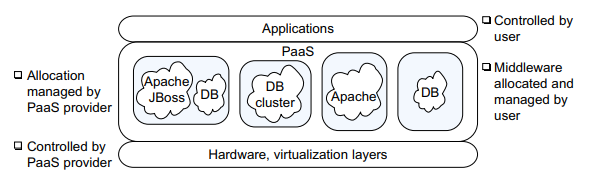 Applications
❑ Controlled by
user
PaaS
❑ Allocation
managed by
PaaS provider
Apache
JBoss
DB
DB
cluster
Apache
DB
❑ Middleware
allocated and
managed by
user
❑ Controlled by
PaaS provider
Hardware, virtualization layers